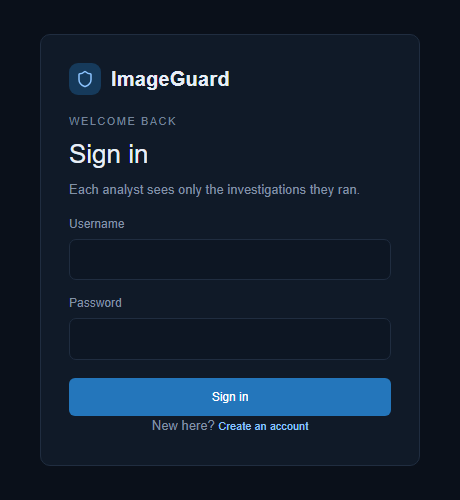 ImageGuard
WELCOME BACK
Sign in
Each analyst sees only the investigations they ran.
Username
Password
Sign in
New here? Create an account